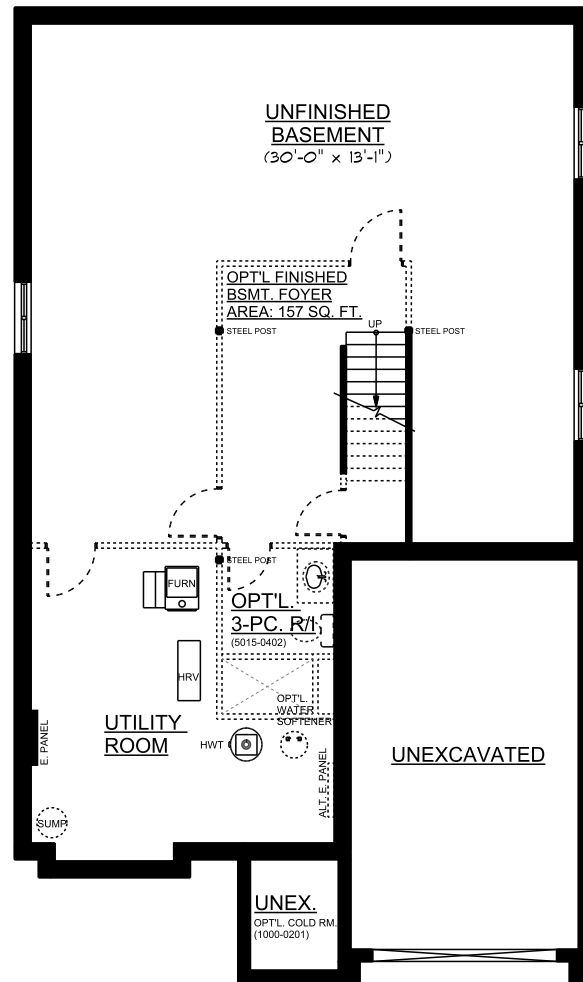 UNFINISHED
BASEMENT
(30'-0" x 13'-1")
OPT'L FINISHED
BSMT. FOYER
AREA: 157 SQ. FT.
STEEL POST
UP
STEEL POST
STEEL POST
FURN
OPT'L.
3-PC. R/I
(5015-0402)
HRV
OPT'L.
WATER
SOFTENER
UTILITY
ROOM
HWT
E. PANEL
ALT. E. PANEL
SUMP
UNEXCAVATED
UNEX.
OPT'L. COLD RM.
(1000-0201)